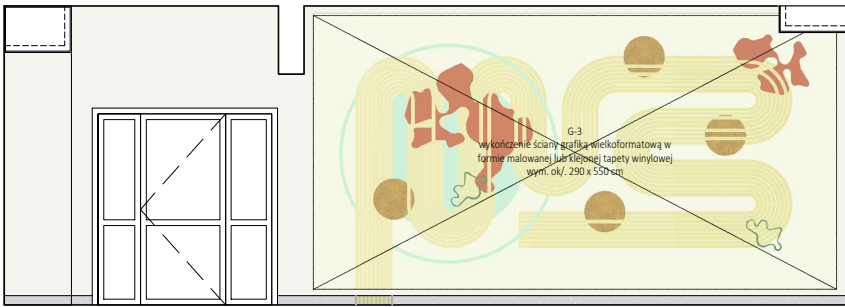 G-3
wykończenie ściany grafiką wielkoformatową w
formie malowanej lub klejonej tapety winylowej
wym. ok/. 290 x 550 cm